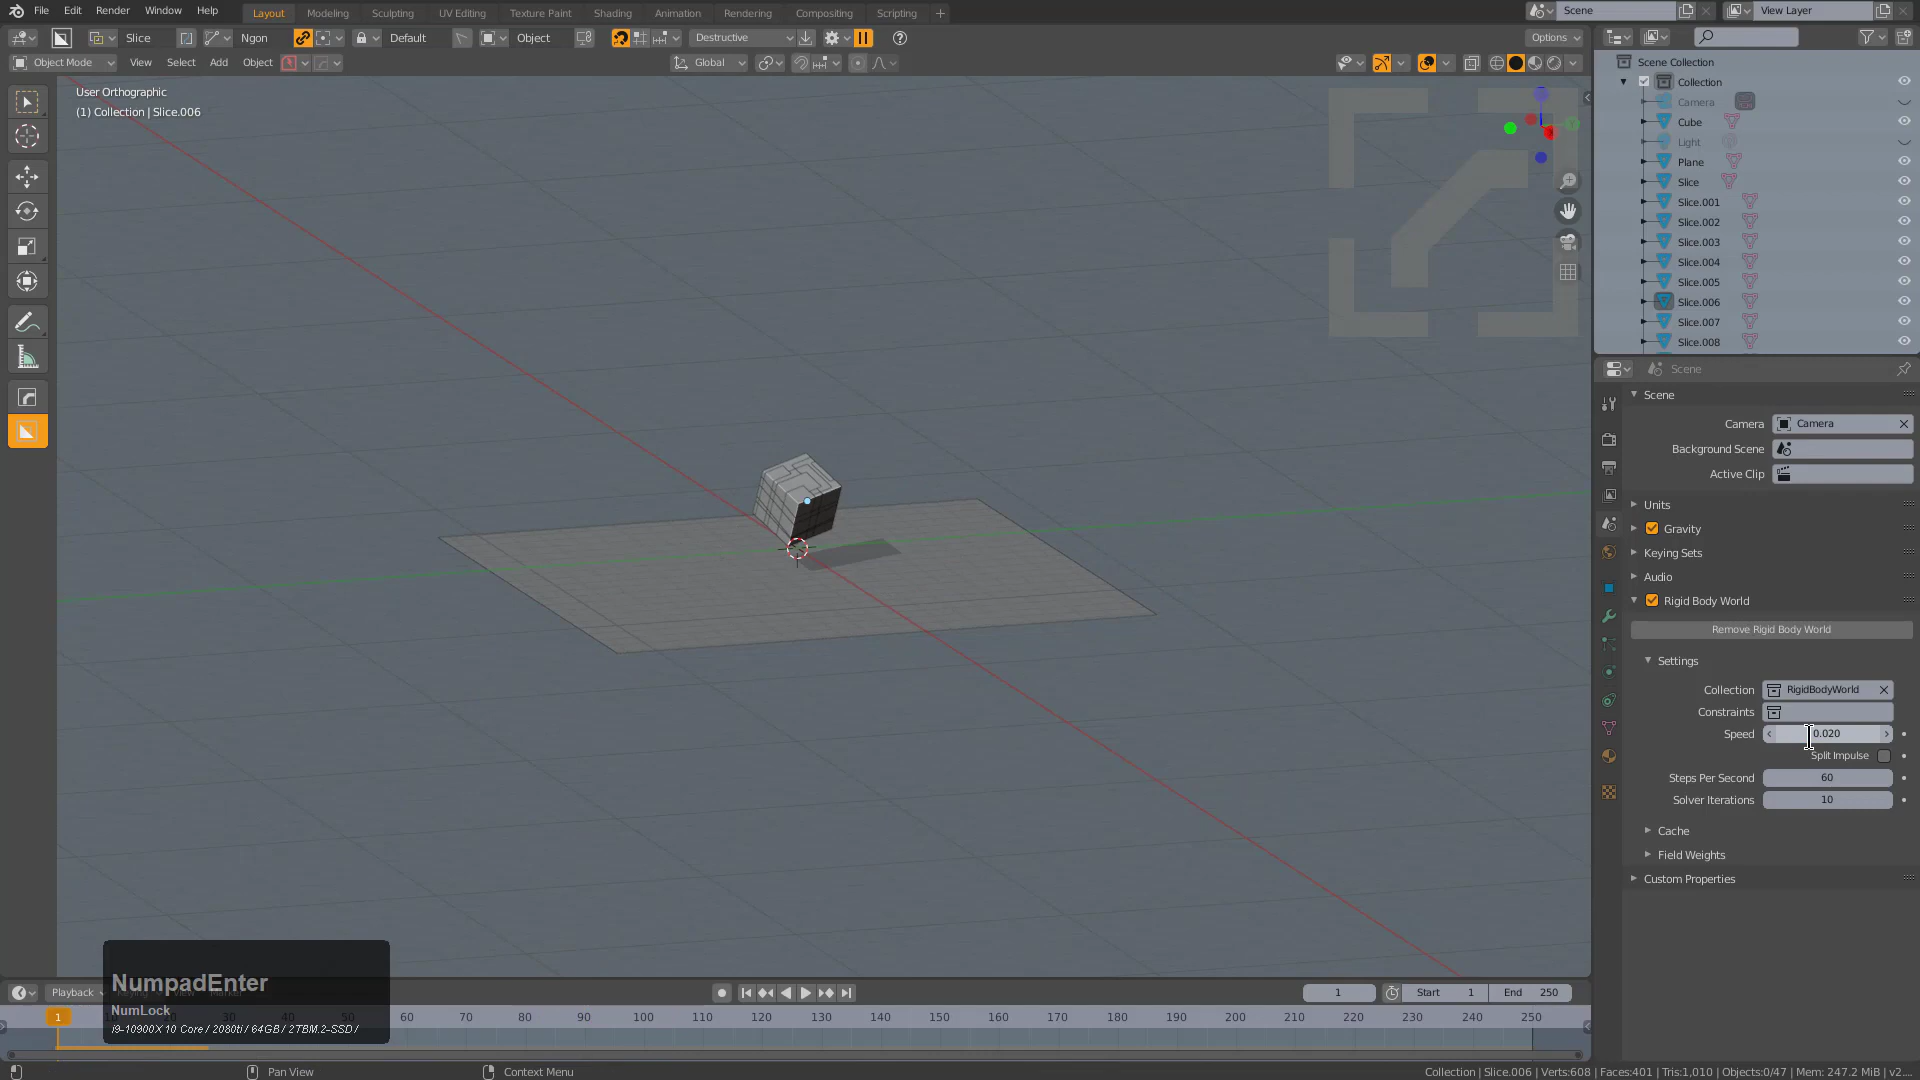 File Edit Render Window Help
Layout Modeling Sculpting UV Editing Texture Paint Shading Animation Rendering Compositing Scripting
Scene View Layer
Slice Ngon Default Object Destructive Options
Object Mode View Select Add Object Global
User Orthographic
(1) Collection | Slice.006
Scene Collection
Collection
Camera
Cube
Light
Plane
Slice
Slice.001
Slice.002
Slice.003
Slice.004
Slice.005
Slice.006
Slice.007
Slice.008
Scene
Scene
Camera Camera
Background Scene
Active Clip
Units
Gravity
Keying Sets
Audio
Rigid Body World
Remove Rigid Body World
Settings
Collection RigidBodyWorld
Constraints
Speed 0.020
Split Impulse
Steps Per Second 60
Solver Iterations 10
Cache
Field Weights
Custom Properties
NumpadEnter
NumLock
i9-10900X 10 Core / 2080ti / 64GB / 2TBM.2-SSD /
Playback 1 Start 1 End 250
1 60 70 80 90 100 110 120 130 140 150 160 170 180 190 200 210 220 230 240 250
Pan View Context Menu
Collection | Slice.006 | Verts:608 | Faces:401 | Tris:1,010 | Objects:0/47 | Mem: 247.2 MiB | v2....